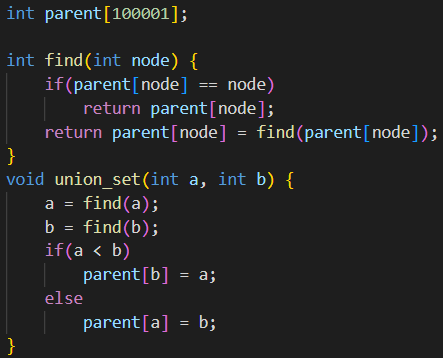 int parent[100001];

int find(int node) {
    if(parent[node] == node)
        return parent[node];
    return parent[node] = find(parent[node]);
}
void union_set(int a, int b) {
    a = find(a);
    b = find(b);
    if(a < b)
        parent[b] = a;
    else
        parent[a] = b;
}